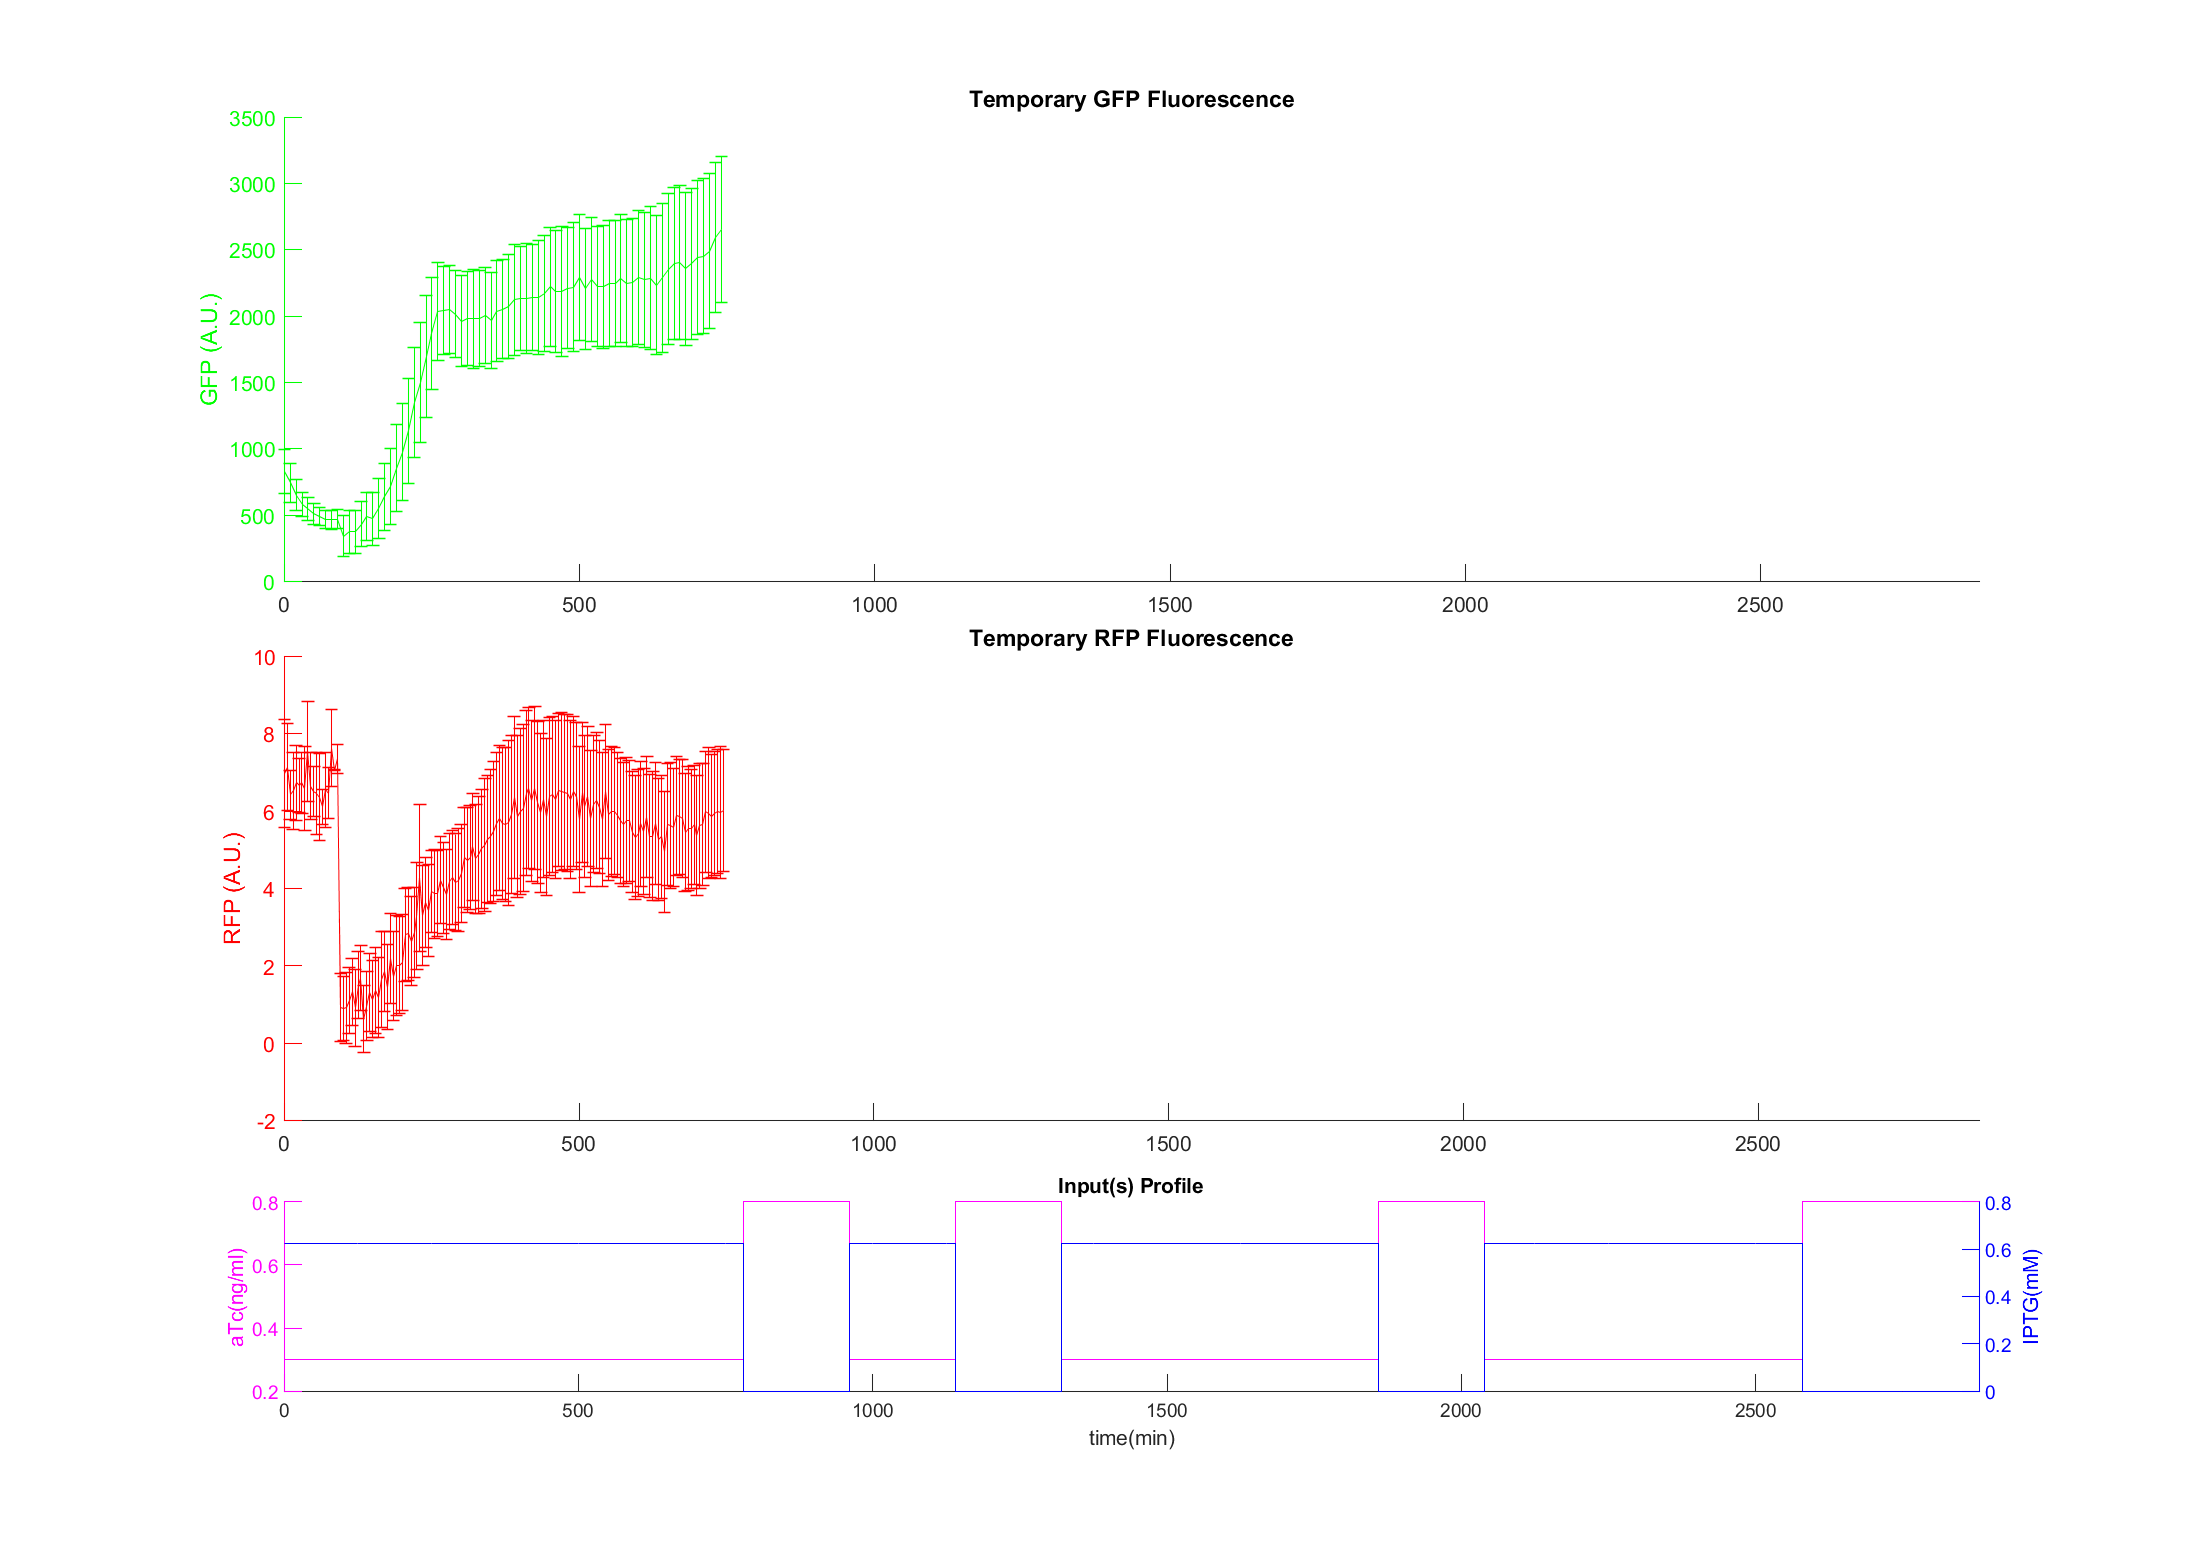 Temporary GFP Fluorescence
3500
3000
2500
2000
1500
1000
500
0
GFP (A.U.)
0 500 1000 1500 2000 2500
Temporary RFP Fluorescence
10
8
6
4
2
0
-2
RFP (A.U.)
0 500 1000 1500 2000 2500
Input(s) Profile
0.8
0.6
0.4
0.2
aTc(ng/ml)
0.8
0.6
0.4
0.2
0
IPTG(mM)
0 500 1000 1500 2000 2500
time(min)